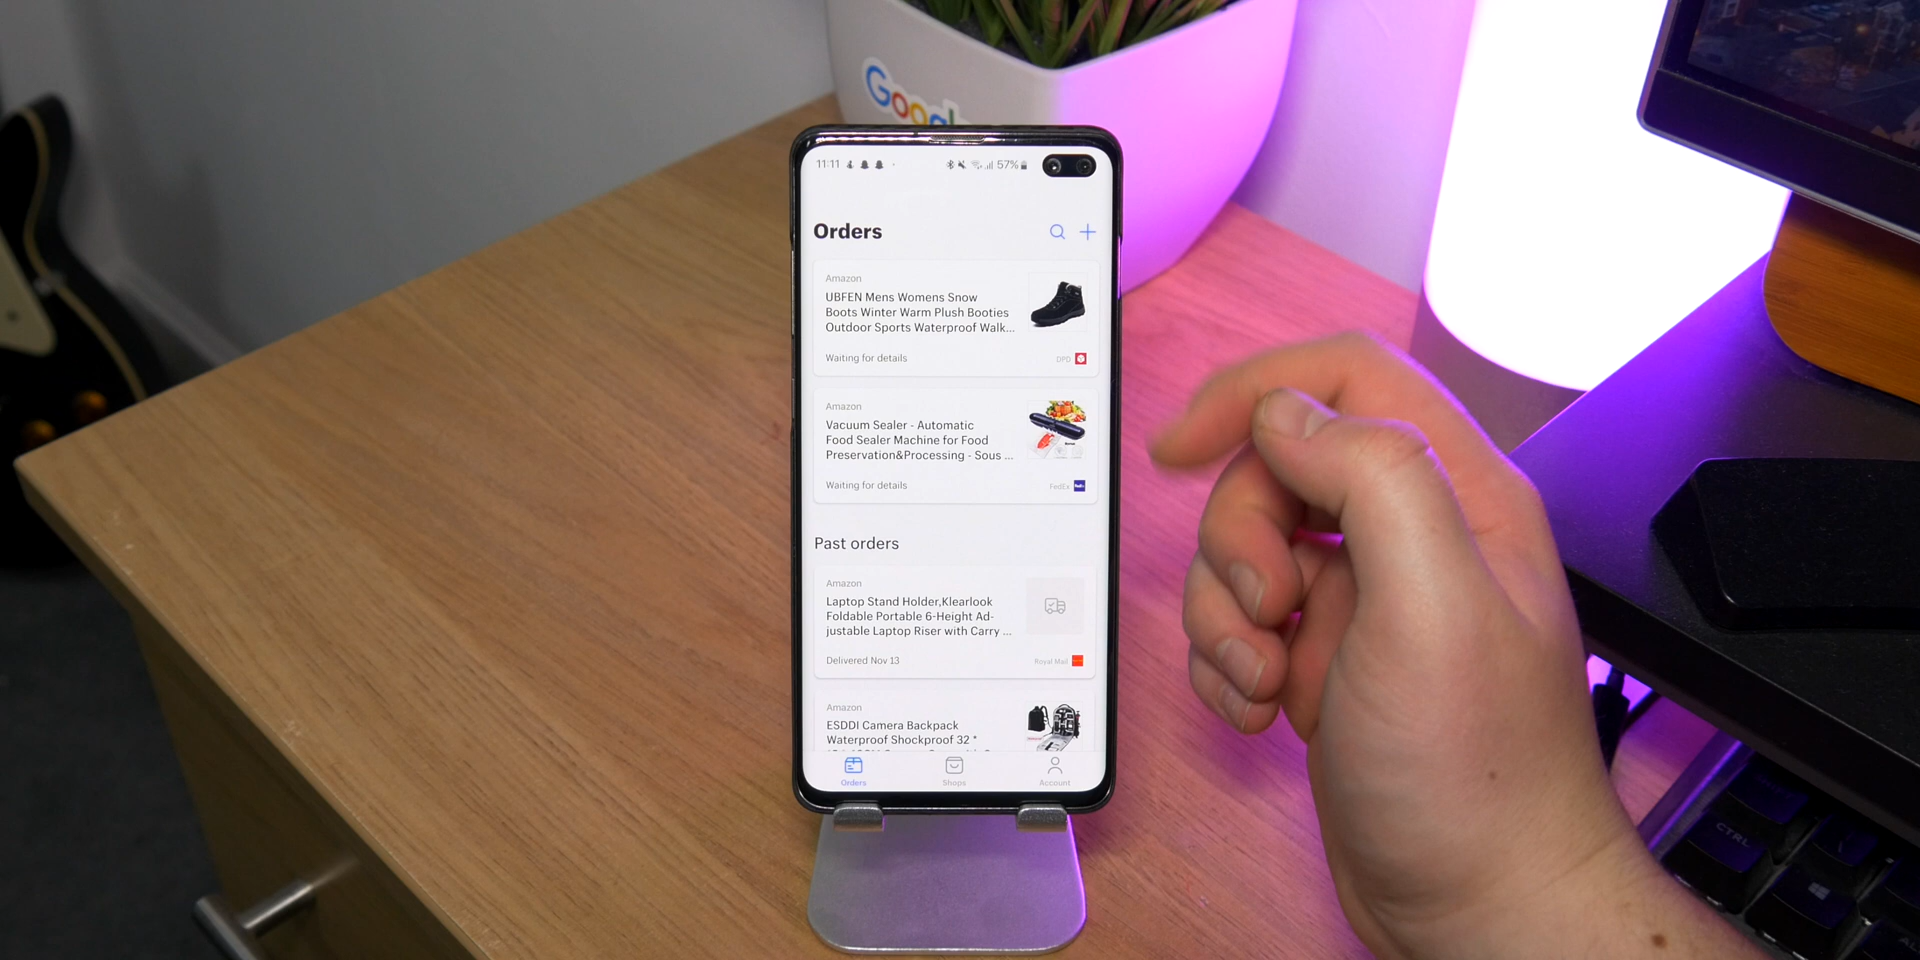 Google
11:11
57%
Orders
Amazon
UBFEN Mens Womens Snow
Boots Winter Warm Plush Booties
Outdoor Sports Waterproof Walk...
Waiting for details
DPD
Amazon
Vacuum Sealer - Automatic
Food Sealer Machine for Food
Preservation&Processing - Sous ...
Waiting for details
FedEx
Past orders
Amazon
Laptop Stand Holder,Klearlook
Foldable Portable 6-Height Ad-
justable Laptop Riser with Carry ...
Delivered Nov 13
Royal Mail
Amazon
ESDDI Camera Backpack
Waterproof Shockproof 32 *
Orders
Shops
Account
CTRL